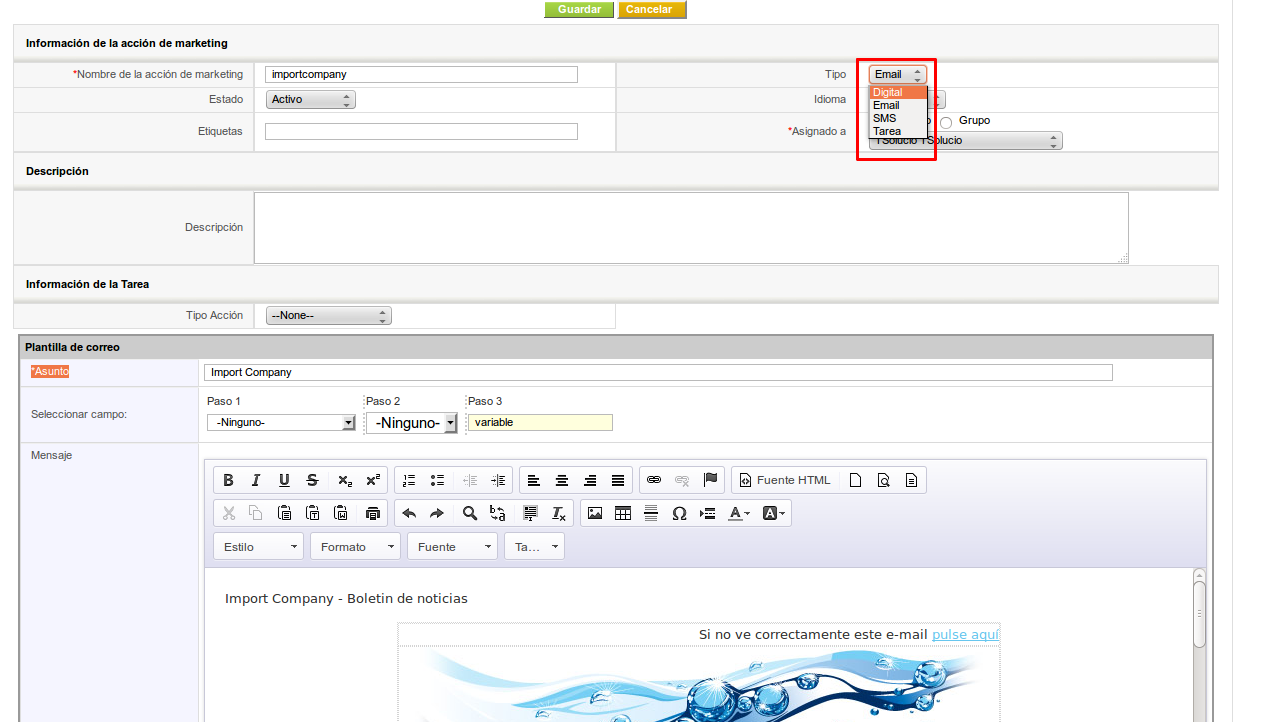 Guardar Cancelar
Información de la acción de marketing
*Nombre de la acción de marketing importcompany Tipo Email
Digital
Email
SMS
Tarea
Estado Activo Idioma
Grupo
Etiquetas *Asignado a
TSolucio TSolucio
Descripción
Descripción
Información de la Tarea
Tipo Acción --None--
Plantilla de correo
*Asunto Import Company
Seleccionar campo: Paso 1 Paso 2 Paso 3
-Ninguno- -Ninguno- variable
Mensaje
Fuente HTML
Estilo Formato Fuente Ta...
Import Company - Boletin de noticias
Si no ve correctamente este e-mail pulse aquí